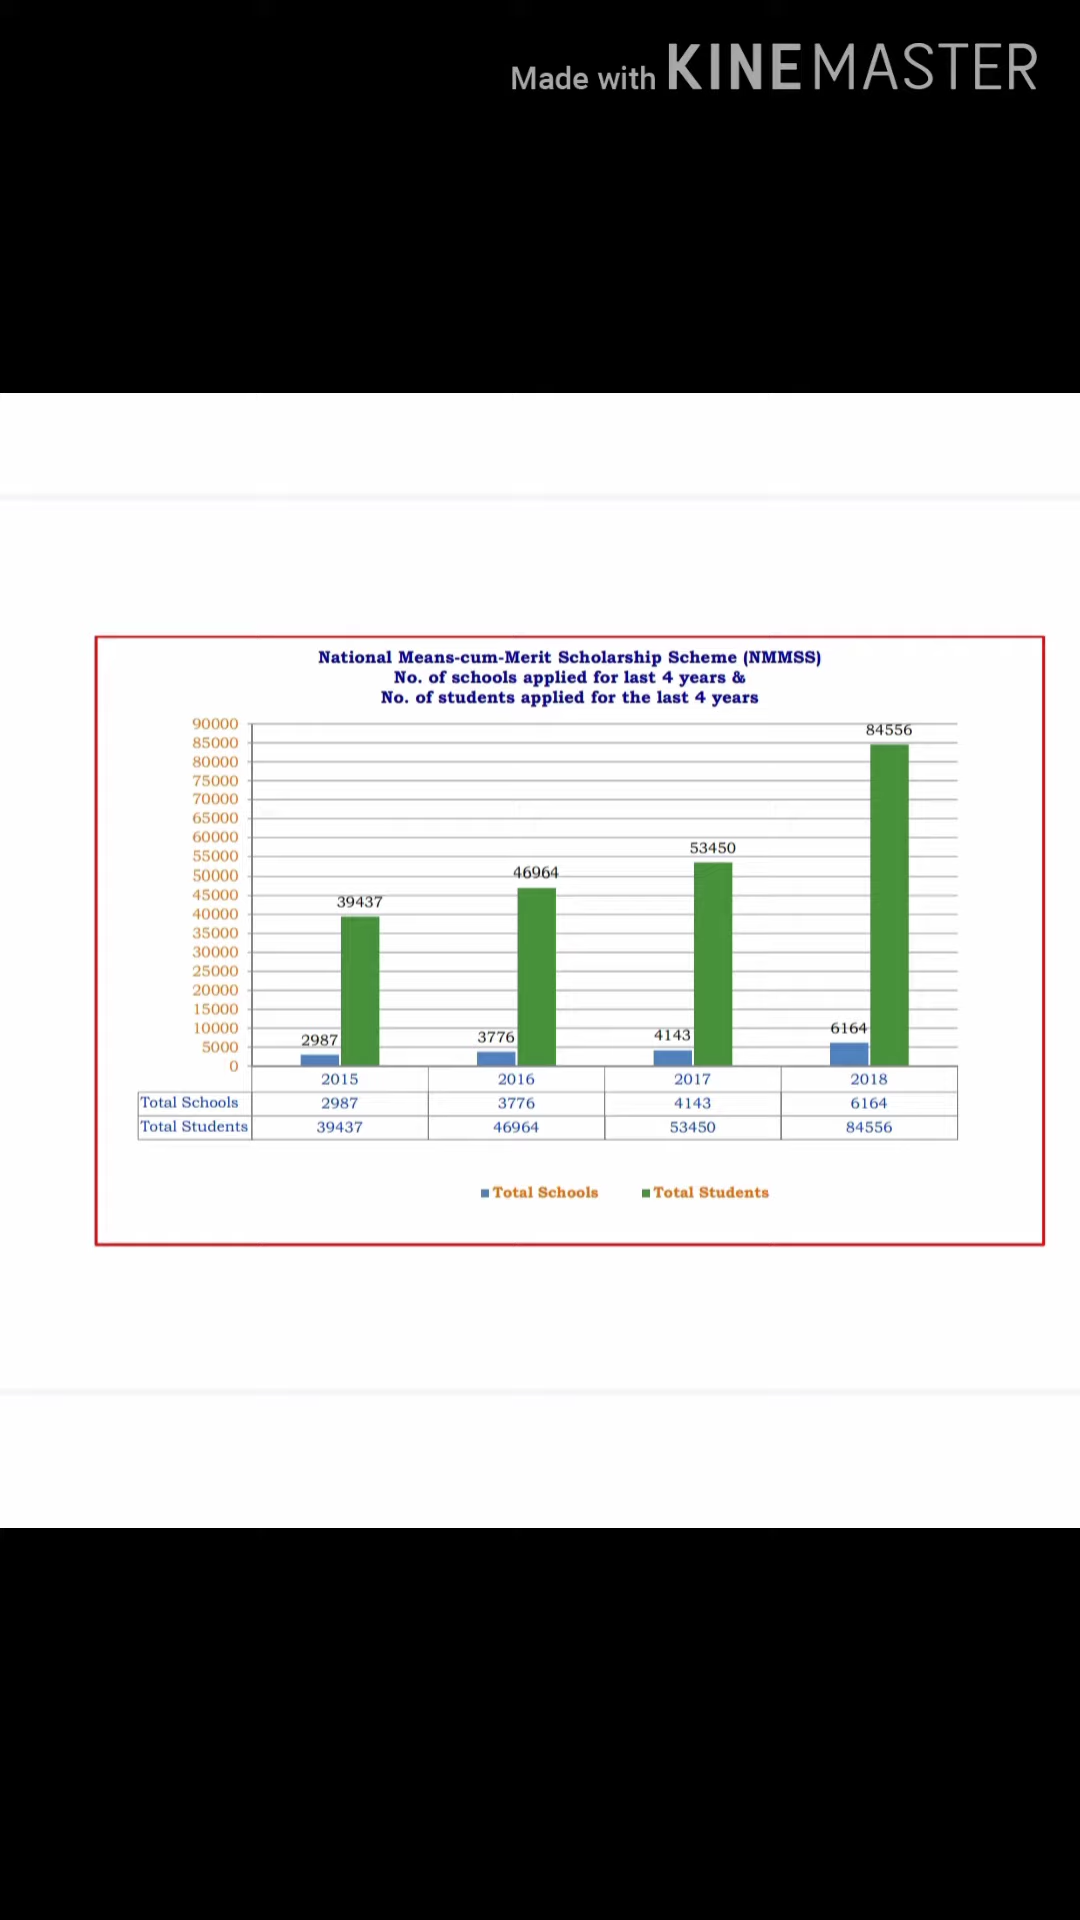 Made with KINEMASTER
National Means-cum-Merit Scholarship Scheme (NMMSS)
No. of schools applied for last 4 years &
No. of students applied for the last 4 years
90000
85000
80000
75000
70000
65000
60000
55000
50000
45000
40000
35000
30000
25000
20000
15000
10000
5000
0
2987 39437 3776 46964 4143 53450 6164 84556
2015 2016 2017 2018
Total Schools 2987 3776 4143 6164
Total Students 39437 46964 53450 84556
Total Schools Total Students